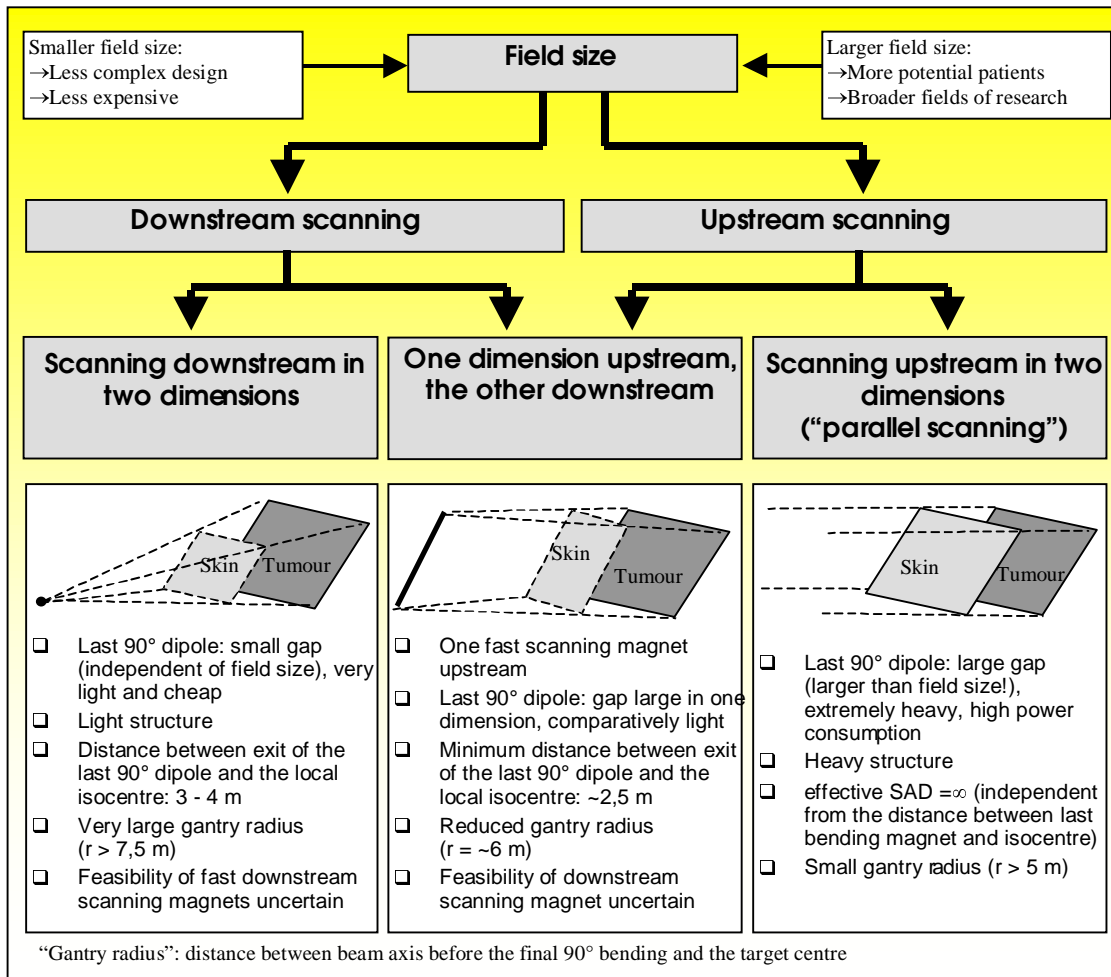 Smaller field size:
→Less complex design
→Less expensive
Field size
Larger field size:
→More potential patients
→Broader fields of research
Downstream scanning
Upstream scanning
Scanning downstream in
two dimensions
One dimension upstream,
the other downstream
Scanning upstream in two
dimensions
(“parallel scanning”)
Skin
Tumour
❑ Last 90° dipole: small gap
(independent of field size), very
light and cheap
❑ Light structure
❑ Distance between exit of the
last 90° dipole and the local
isocentre: 3 - 4 m
❑ Very large gantry radius
(r > 7,5 m)
❑ Feasibility of fast downstream
scanning magnets uncertain
Skin
Tumour
❑ One fast scanning magnet
upstream
❑ Last 90° dipole: gap large in one
dimension, comparatively light
❑ Minimum distance between exit
of the last 90° dipole and the
local isocentre: ~2,5 m
❑ Reduced gantry radius
(r = ~6 m)
❑ Feasibility of downstream
scanning magnet uncertain
Skin
Tumour
❑ Last 90° dipole: large gap
(larger than field size!),
extremely heavy, high power
consumption
❑ Heavy structure
❑ effective SAD =∞ (independent
from the distance between last
bending magnet and isocentre)
❑ Small gantry radius (r > 5 m)
“Gantry radius”: distance between beam axis before the final 90° bending and the target centre